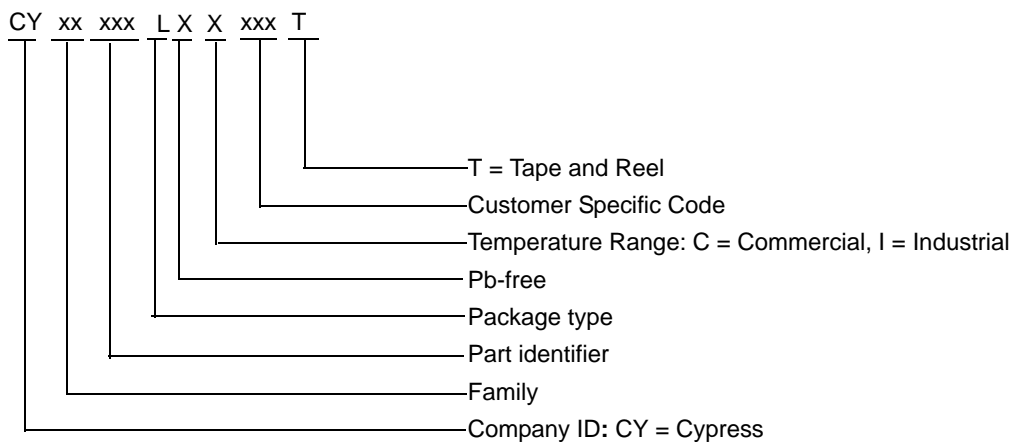 CY xx xxx L X X xxx T
T = Tape and Reel
Customer Specific Code
Temperature Range: C = Commercial, I = Industrial
Pb-free
Package type
Part identifier
Family
Company ID: CY = Cypress